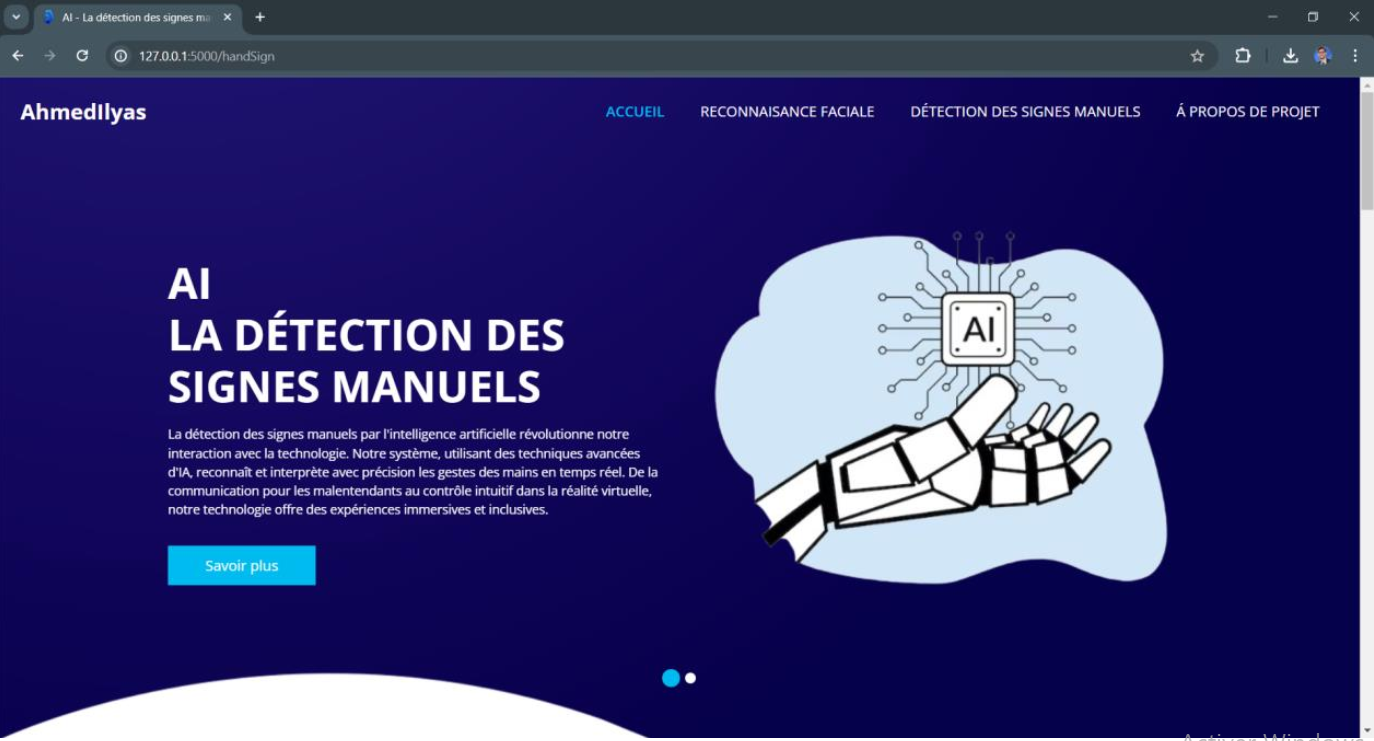 AI - La détection des signes ma
127.0.0.1:5000/handSign
AhmedIlyas
ACCUEIL
RECONNAISANCE FACIALE
DÉTECTION DES SIGNES MANUELS
Á PROPOS DE PROJET
AI
LA DÉTECTION DES
SIGNES MANUELS
La détection des signes manuels par l'intelligence artificielle révolutionne notre
interaction avec la technologie. Notre système, utilisant des techniques avancées
d'IA, reconnaît et interprète avec précision les gestes des mains en temps réel. De la
communication pour les malentendants au contrôle intuitif dans la réalité virtuelle,
notre technologie offre des expériences immersives et inclusives.
Savoir plus
AI
Activer Windows